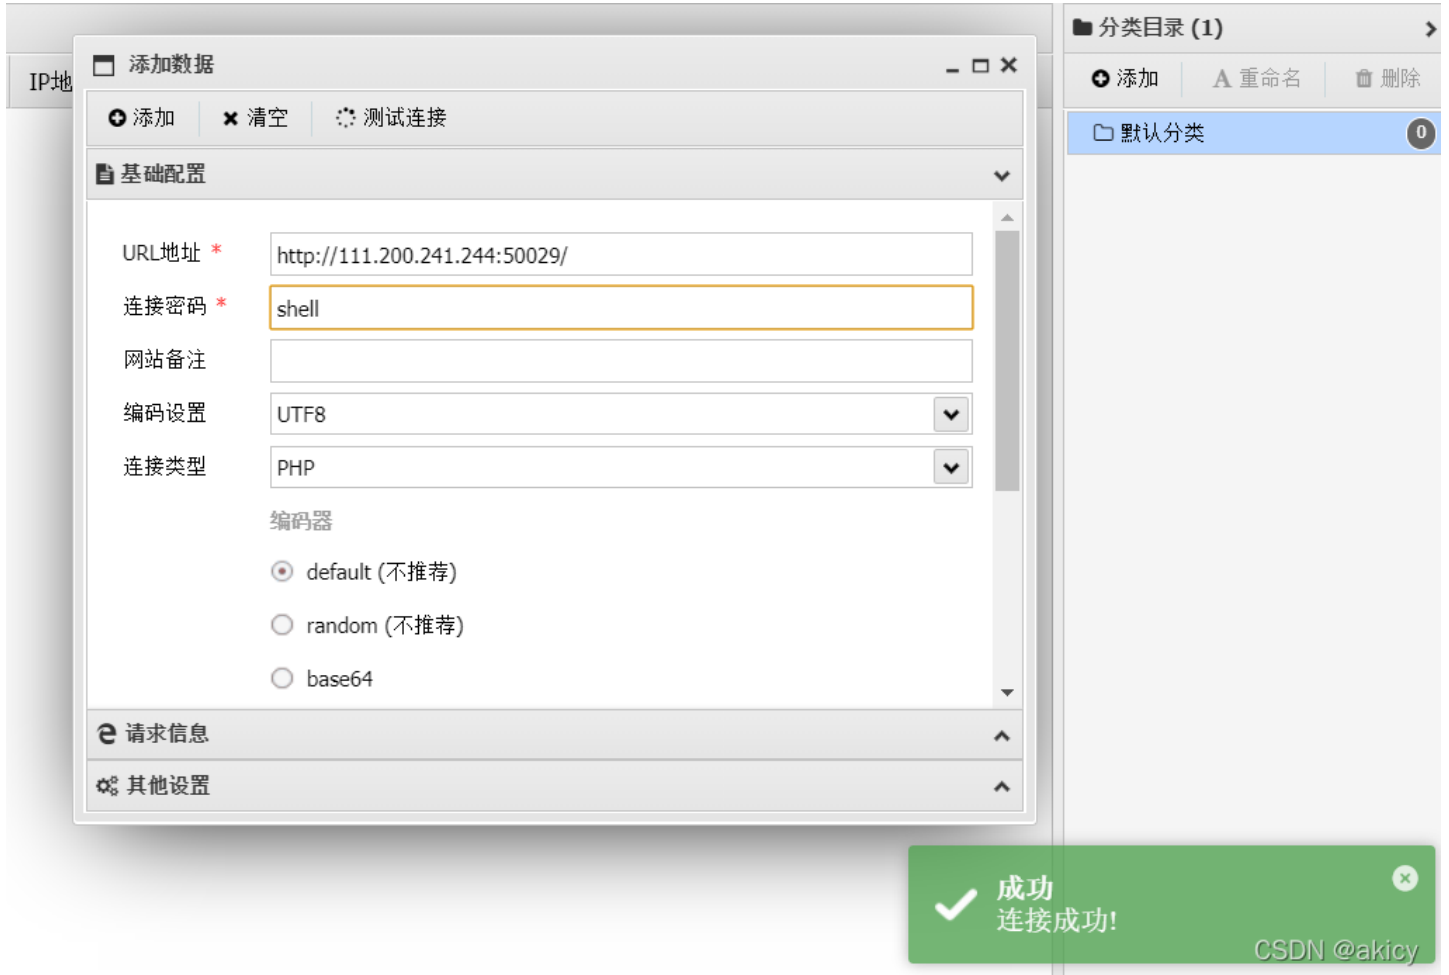 添加数据
IP地
添加 清空 测试连接
基础配置
URL地址 * http://111.200.241.244:50029/
连接密码 * shell
网站备注
编码设置 UTF8
连接类型 PHP
编码器
default (不推荐)
random (不推荐)
base64
请求信息
其他设置
分类目录 (1)
添加 重命名 删除
默认分类 0
成功
连接成功!
CSDN @akicy